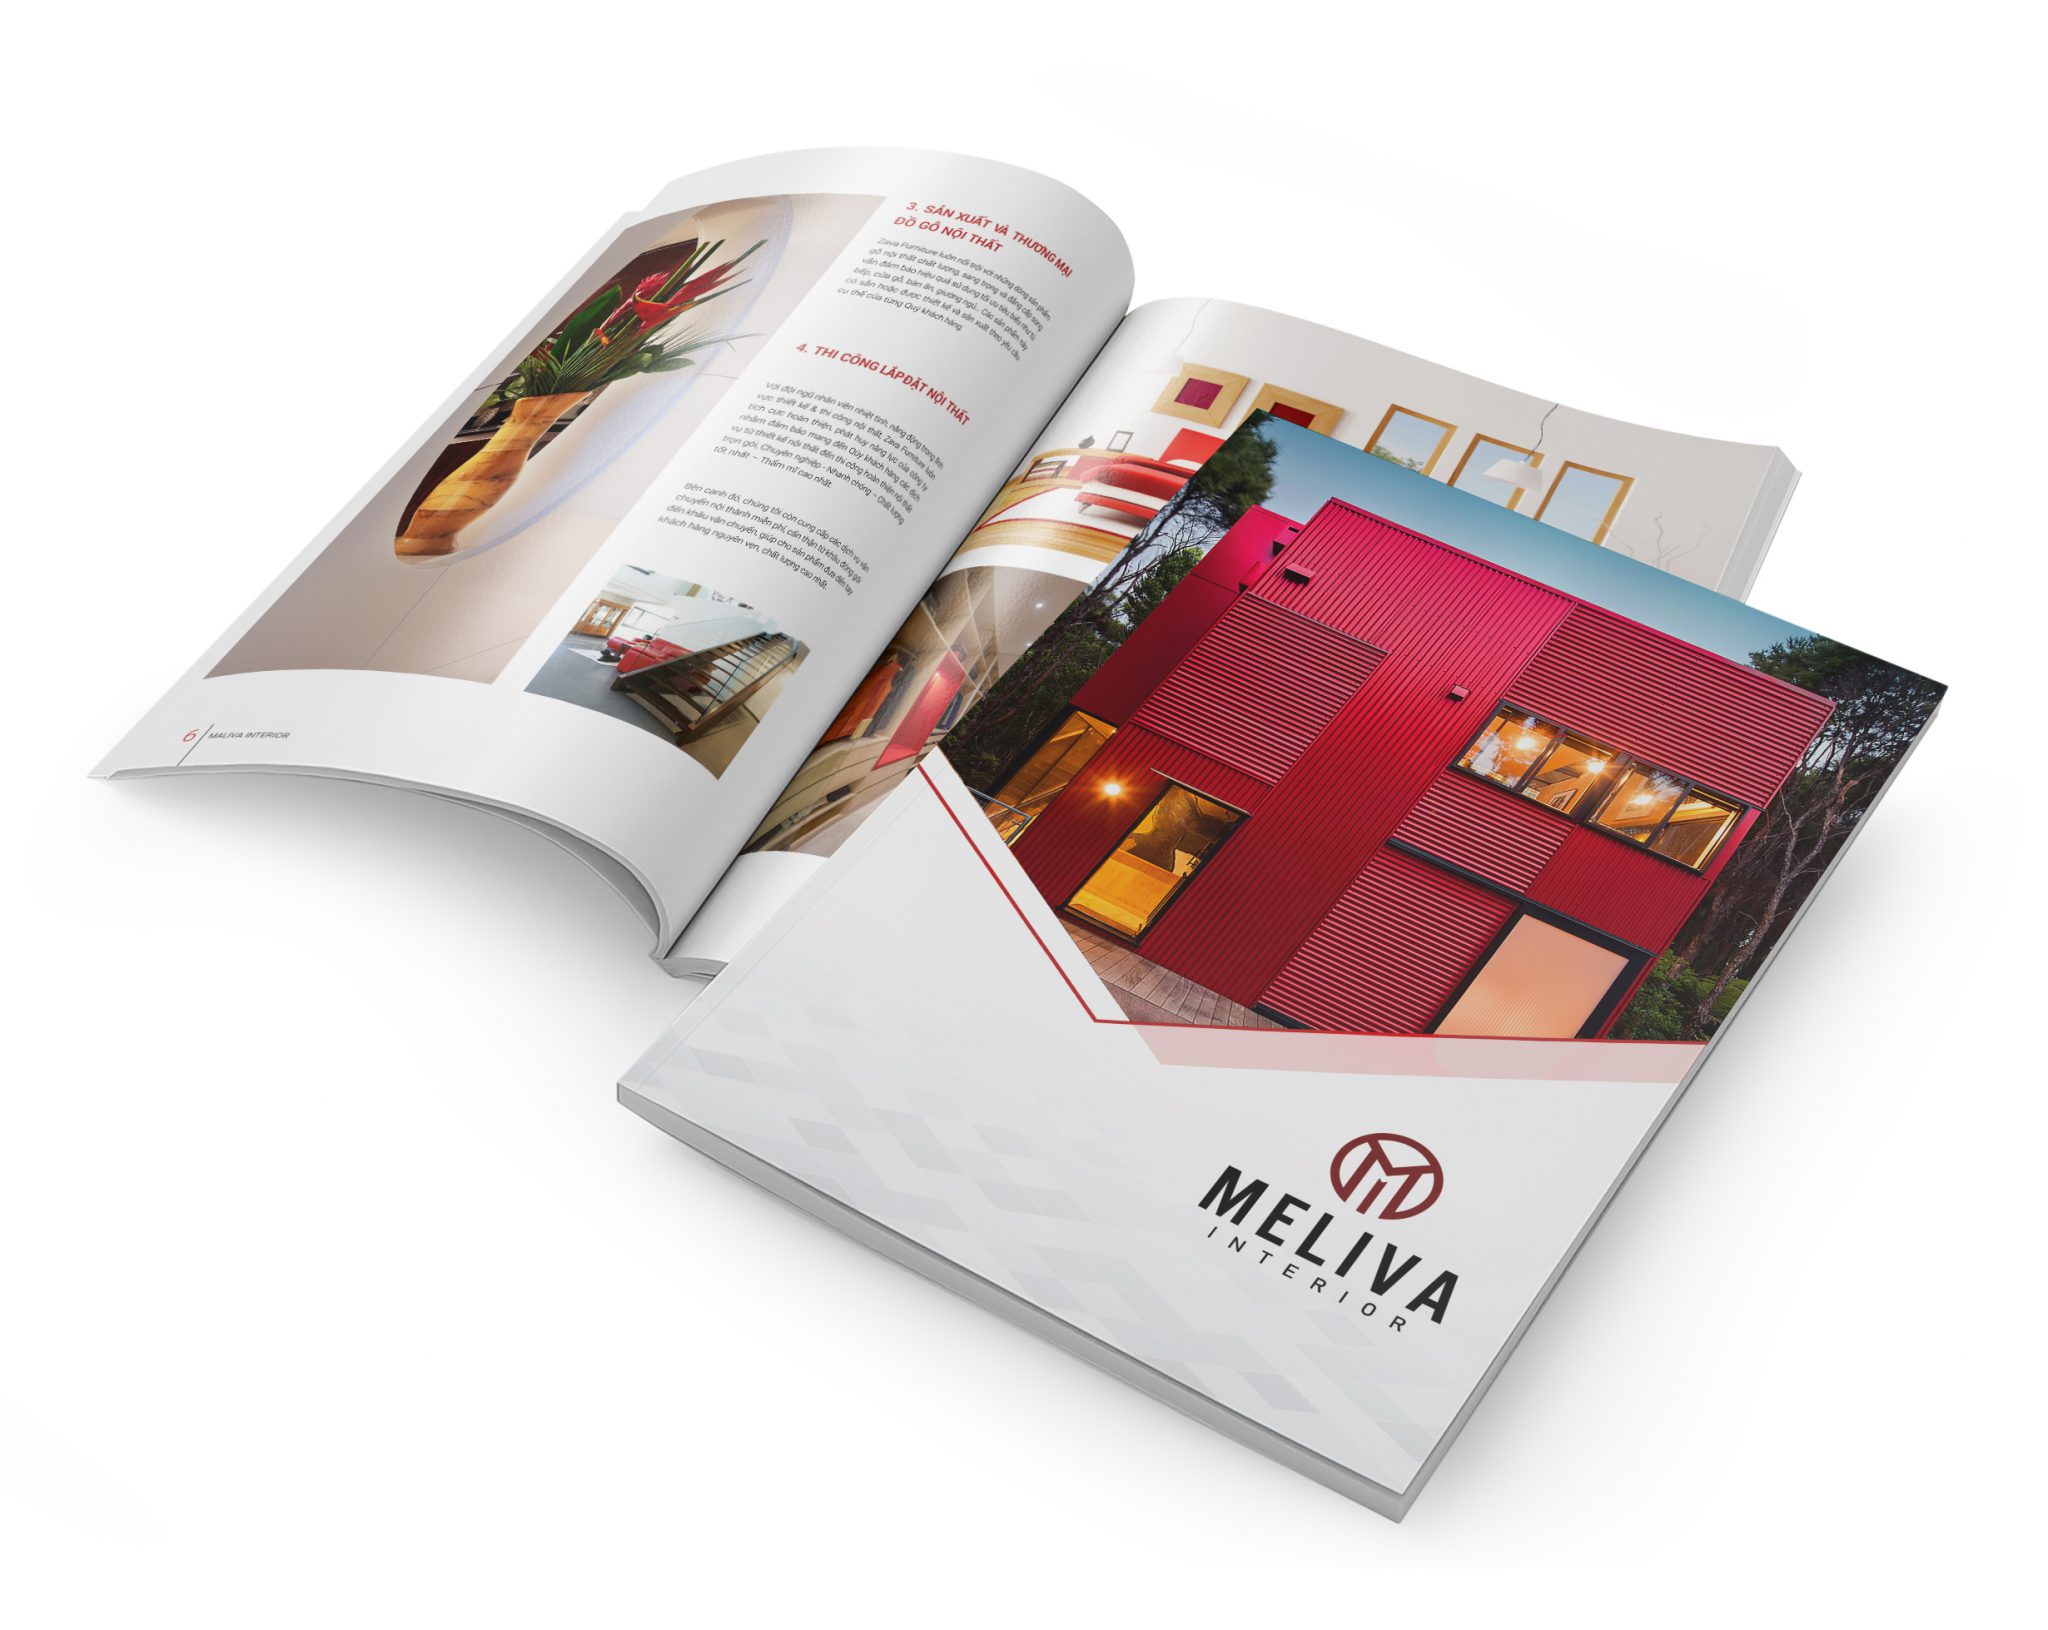 3. SẢN XUẤT VÀ THƯƠNG MẠI
ĐỒ GỖ NỘI THẤT
Zava Furniture luôn nổi trội với những dòng sản phẩm
gỗ nội thất chất lượng, sang trọng và đẳng cấp song
vẫn đảm bảo hiệu quả sử dụng tối ưu tiêu biểu như tủ
bếp, cửa gỗ, bàn ăn, giường ngủ... Các sản phẩm này
có sẵn hoặc được thiết kế và sản xuất theo yêu cầu
cụ thể của từng Quý khách hàng.
4. THI CÔNG LẮP ĐẶT NỘI THẤT
Với đội ngũ nhân viên nhiệt tình, năng động trong lĩnh
vực thiết kế & thi công nội thất, Zava Furniture luôn
tích cực hoàn thiện, phát huy năng lực của công ty
nhằm đảm bảo mang đến Qúy khách hàng các dịch
vụ từ thiết kế nội thất đến thi công hoàn thiện nội thất
trọn gói, Chuyên nghiệp - Nhanh chóng – Chất lượng
tốt nhất – Thẩm mĩ cao nhất.
Bên cạnh đó, chúng tôi còn cung cấp các dịch vụ vận
chuyển nội thành miễn phí, cẩn thận từ khâu đóng gói
đến khâu vận chuyển, giúp cho sản phẩm đưa đến tay
khách hàng nguyên vẹn, chất lượng cao nhất.
6 MALIVA INTERIOR
MELIVA
INTERIOR